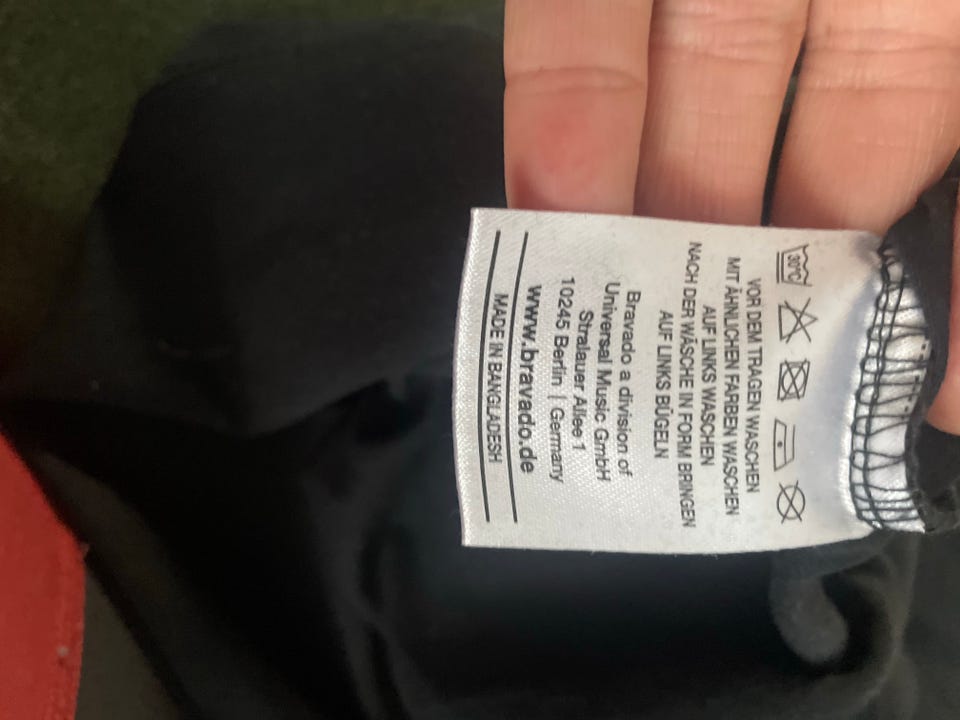 30°C
VOR DEM TRAGEN WASCHEN
MIT ÄHNLICHEN FARBEN WASCHEN
AUF LINKS WASCHEN
NACH DER WÄSCHE IN FORM BRINGEN
AUF LINKS BÜGELN
Bravado a division of
Universal Music GmbH
Stralauer Allee 1
10245 Berlin | Germany
www.bravado.de
MADE IN BANGLADESH